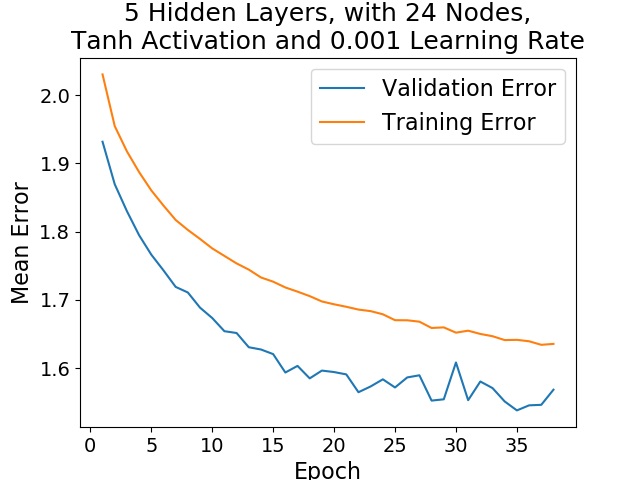 5 Hidden Layers, with 24 Nodes,
Tanh Activation and 0.001 Learning Rate
Validation Error
Training Error
Mean Error
2.0
1.9
1.8
1.7
1.6
0 5 10 15 20 25 30 35
Epoch